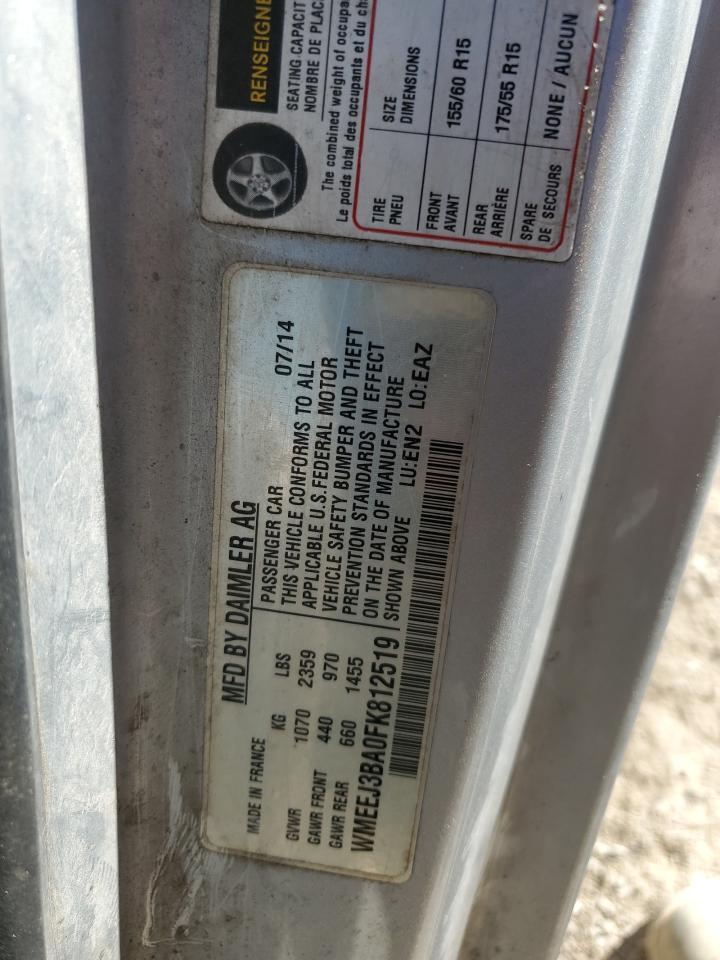 RENSEIGNE
SEATING CAPACIT
NOMBRE DE PLAC
The combined weight of occupa
Le poids total des occupants et du ch
TIRE
PNEU
SIZE
DIMENSIONS
FRONT
AVANT
155/60 R15
REAR
ARRIÈRE
175/55 R15
SPARE
DE SECOURS
NONE / AUCUN
MFD BY DAIMLER AG
MADE IN FRANCE
KG LBS
GVWR 1070 2359
GAWR FRONT 440 970
GAWR REAR 660 1455
PASSENGER CAR 07/14
THIS VEHICLE CONFORMS TO ALL
APPLICABLE U.S.FEDERAL MOTOR
VEHICLE SAFETY BUMPER AND THEFT
PREVENTION STANDARDS IN EFFECT
ON THE DATE OF MANUFACTURE
SHOWN ABOVE LU:EN2 LO:EAZ
WMEEJ3BA0FK812519